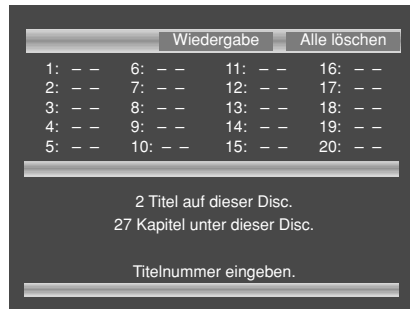 Wiedergabe Alle löschen
1: – – 6: – – 11: – – 16: – –
2: – – 7: – – 12: – – 17: – –
3: – – 8: – – 13: – – 18: – –
4: – – 9: – – 14: – – 19: – –
5: – – 10: – – 15: – – 20: – –
2 Titel auf dieser Disc.
27 Kapitel unter dieser Disc.
Titelnummer eingeben.